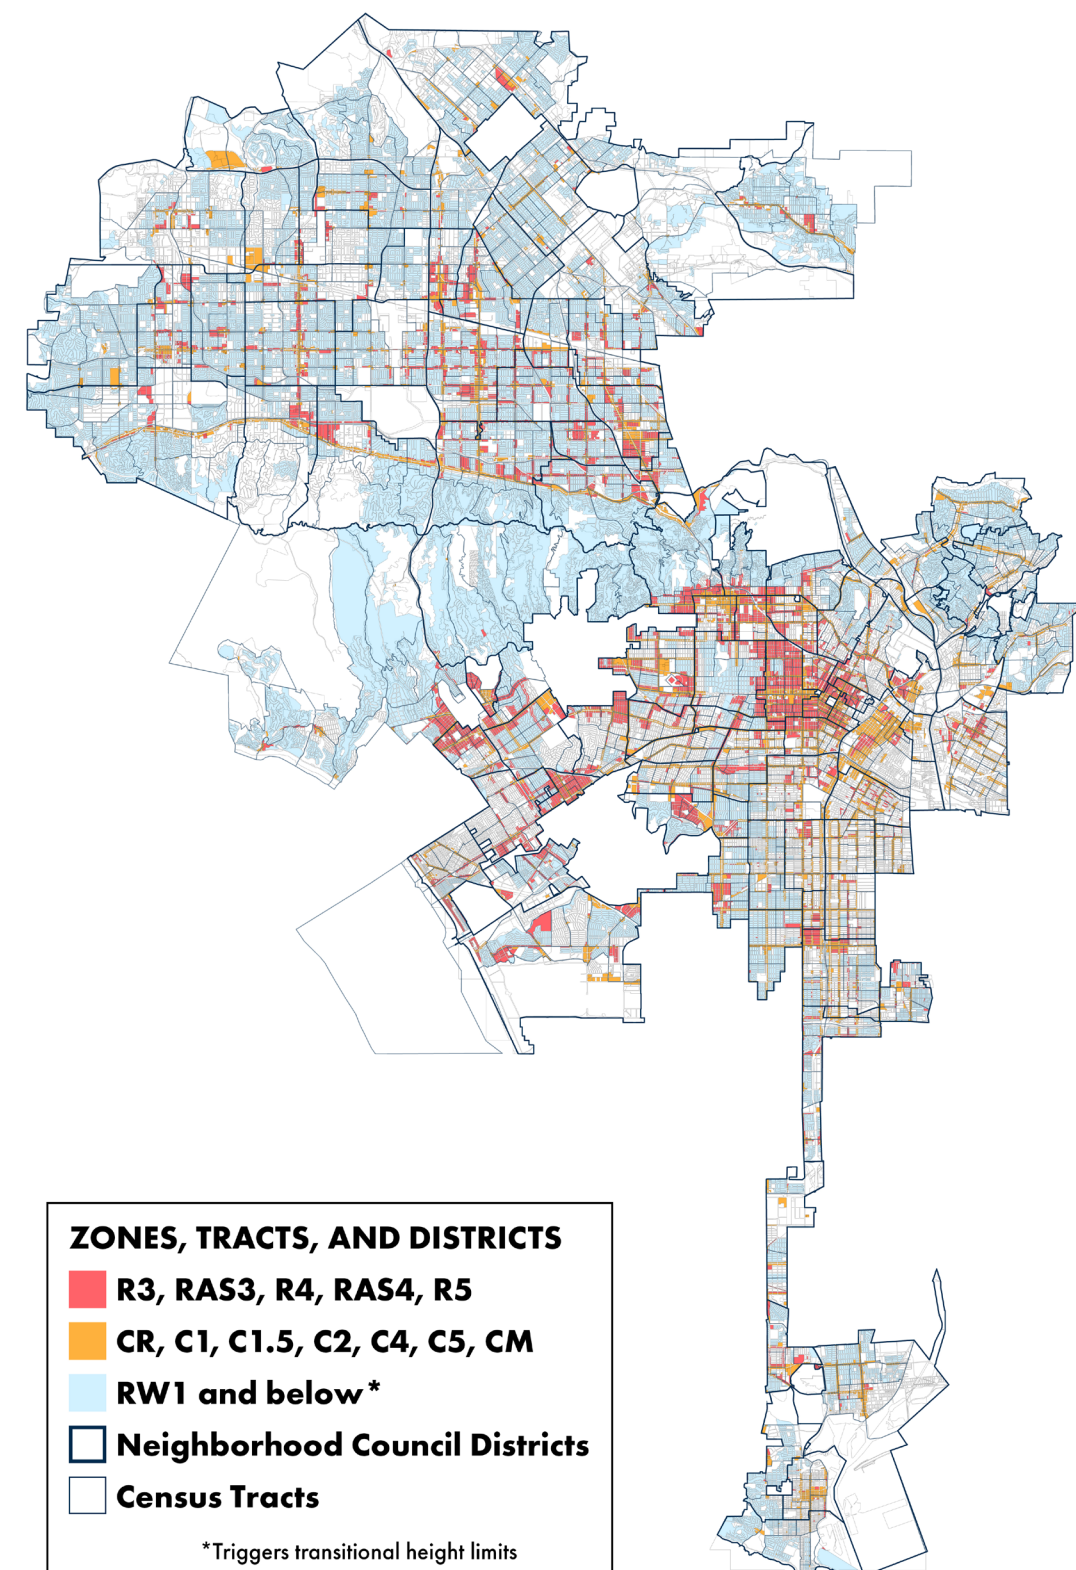 ZONES, TRACTS, AND DISTRICTS
R3, RAS3, R4, RAS4, R5
CR, C1, C1.5, C2, C4, C5, CM
RW1 and below*
Neighborhood Council Districts
Census Tracts
*Triggers transitional height limits